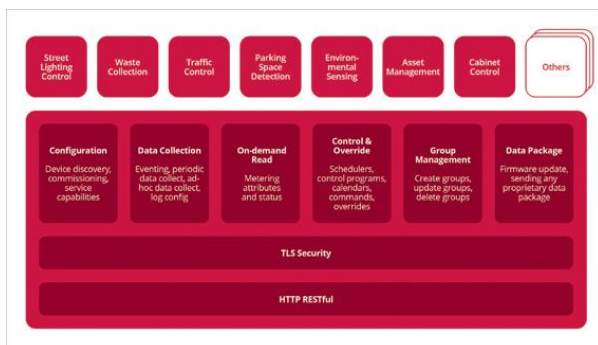 Street
Lighting
Control
Waste
Collection
Traffic
Control
Parking
Space
Detection
Environ-
mental
Sensing
Asset
Management
Cabinet
Control
Others
Configuration
Device discovery,
commissioning,
service
capabilities
Data Collection
Eventing, periodic
data collect, ad-
hoc data collect,
log config
On-demand
Read
Metering
attributes
and status
Control &
Override
Schedulers,
control programs,
calendars,
commands,
overrides
Group
Management
Create groups,
update groups,
delete groups
Data Package
Firmware update,
sending any
proprietary data
package
TLS Security
HTTP RESTful